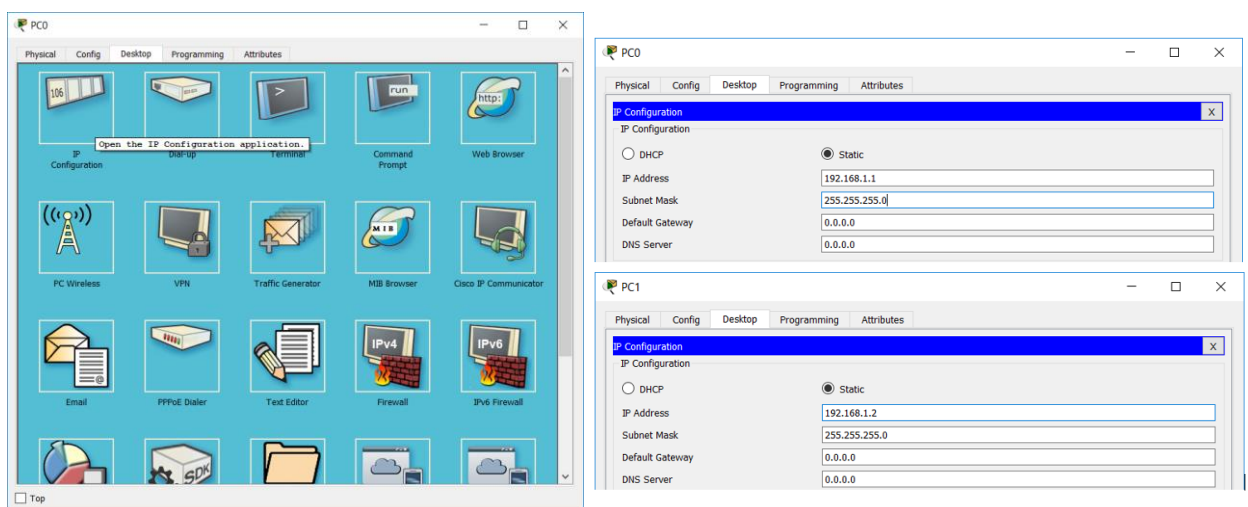 PC0
Physical Config Desktop Programming Attributes
106
>
run
http:
Open the IP Configuration application.
IP
Configuration
Dial-up
Terminal
Command
Prompt
Web Browser
MIB
PC Wireless
VPN
Traffic Generator
MIB Browser
Cisco IP Communicator
IPv4
IPv6
Email
PPPoE Dialer
Text Editor
Firewall
IPv6 Firewall
SDK
Top
PC0
Physical Config Desktop Programming Attributes
IP Configuration X
IP Configuration
DHCP Static
IP Address 192.168.1.1
Subnet Mask 255.255.255.0
Default Gateway 0.0.0.0
DNS Server 0.0.0.0
PC1
Physical Config Desktop Programming Attributes
IP Configuration X
IP Configuration
DHCP Static
IP Address 192.168.1.2
Subnet Mask 255.255.255.0
Default Gateway 0.0.0.0
DNS Server 0.0.0.0